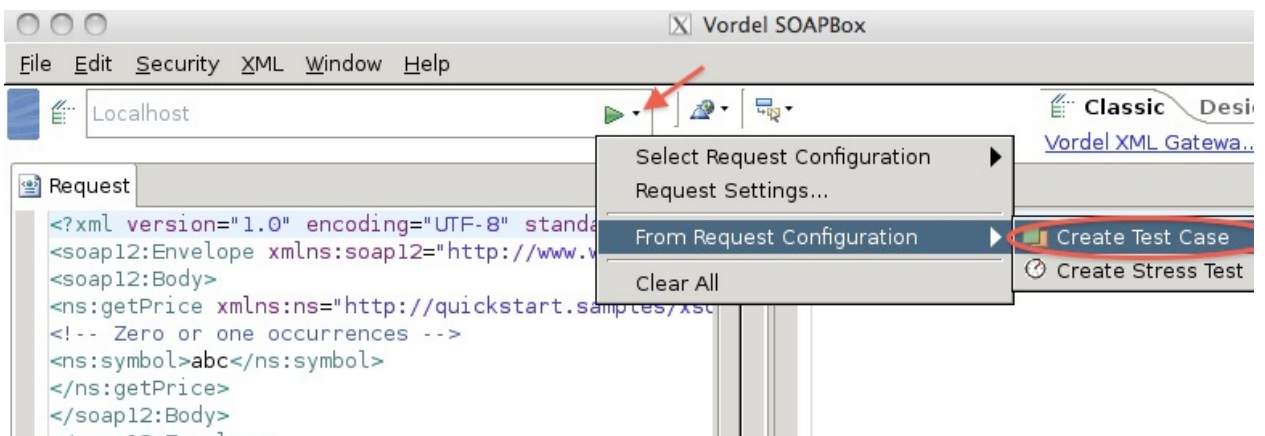 Vordel SOAPBox
File Edit Security XML Window Help
Localhost
Classic
Vordel XML Gatewa..
Select Request Configuration
Request Settings...
From Request Configuration
Clear All
Create Test Case
Create Stress Test
Request
<?xml version="1.0" encoding="UTF-8"
<soap12:Envelope xmlns:soap12="http://www.
<soap12:Body>
<ns:getPrice xmlns:ns="http://quickstart.samples/
<!-- Zero or one occurrences -->
<ns:symbol>abc</ns:symbol>
</ns:getPrice>
</soap12:Body>